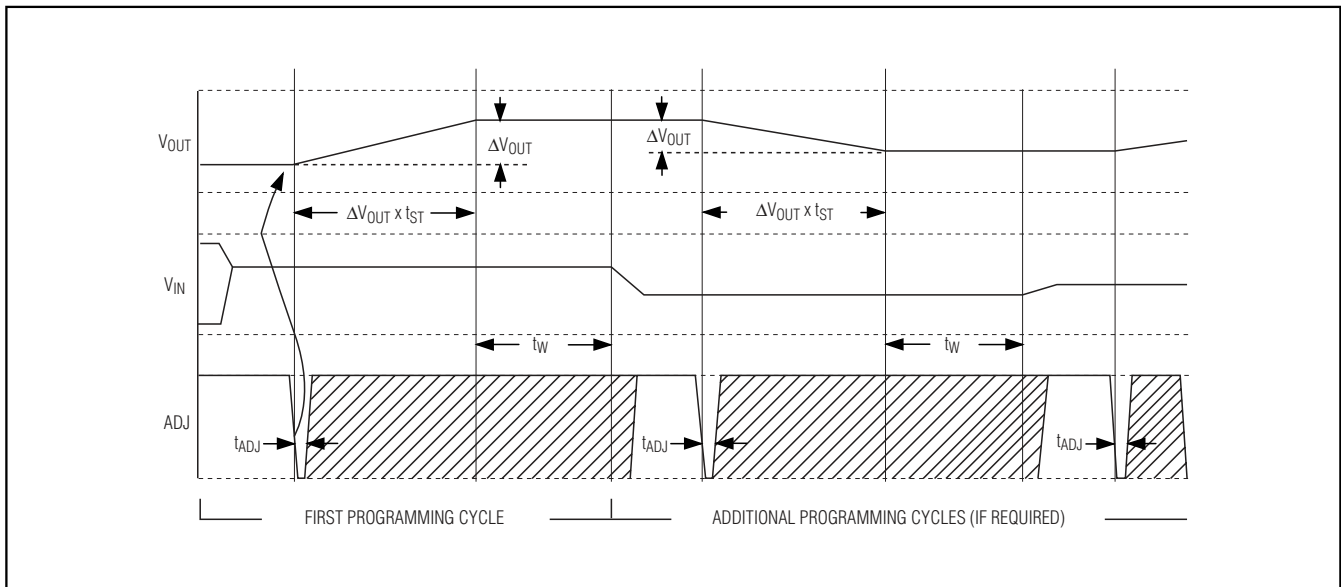 VOUT
ΔVOUT
ΔVOUT
ΔVOUT x tST
ΔVOUT x tST
VIN
tW
tW
ADJ
tADJ
tADJ
tADJ
FIRST PROGRAMMING CYCLE
ADDITIONAL PROGRAMMING CYCLES (IF REQUIRED)